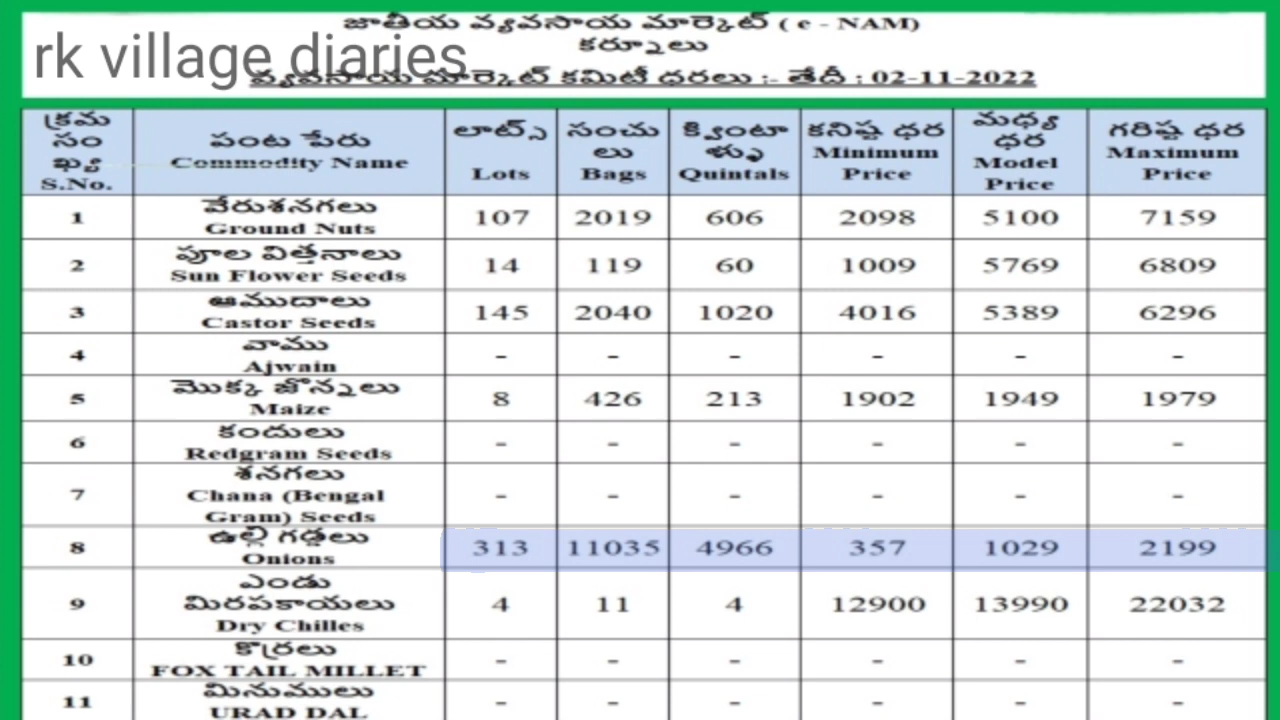 జాతీయ వ్యవసాయ మార్కెట్ ( e - NAM)
కర్నూలు
rk village diaries
వ్యవసాయ మార్కెట్ కమిటీ ధరలు :- తేదీ : 02-11-2022
క్రమ సంఖ్య S.No. పంట పేరు Commodity Name లాట్స్ Lots సంచులు Bags క్వింటాళ్ళు Quintals కనిష్ట ధర Minimum Price మధ్య ధర Model Price గరిష్ట ధర Maximum Price
1 వేరుశనగలు Ground Nuts 107 2019 606 2098 5100 7159
2 పూల విత్తనాలు Sun Flower Seeds 14 119 60 1009 5769 6809
3 ఆముదాలు Castor Seeds 145 2040 1020 4016 5389 6296
4 వాము Ajwain - - - - - -
5 మొక్క జొన్నలు Maize 8 426 213 1902 1949 1979
6 కందులు Redgram Seeds - - - - - -
7 శనగలు Chana (Bengal Gram) Seeds - - - - - -
8 ఉల్లి గడ్డలు Onions 313 11035 4966 357 1029 2199
9 ఎండు మిరపకాయలు Dry Chilles 4 11 4 12900 13990 22032
10 కొర్రలు FOX TAIL MILLET - - - - - -
11 మినుములు URAD DAL - - - - - -